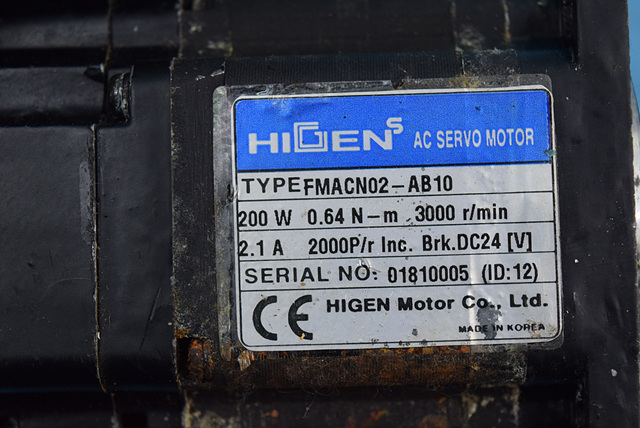 HIGENS AC SERVO MOTOR
TYPE FMACN02-AB10
200 W 0.64 N-m 3000 r/min
2.1 A 2000P/r Inc. Brk.DC24 [V]
SERIAL NO: 01810005 (ID:12)
CE HIGEN Motor Co., Ltd.
MADE IN KOREA